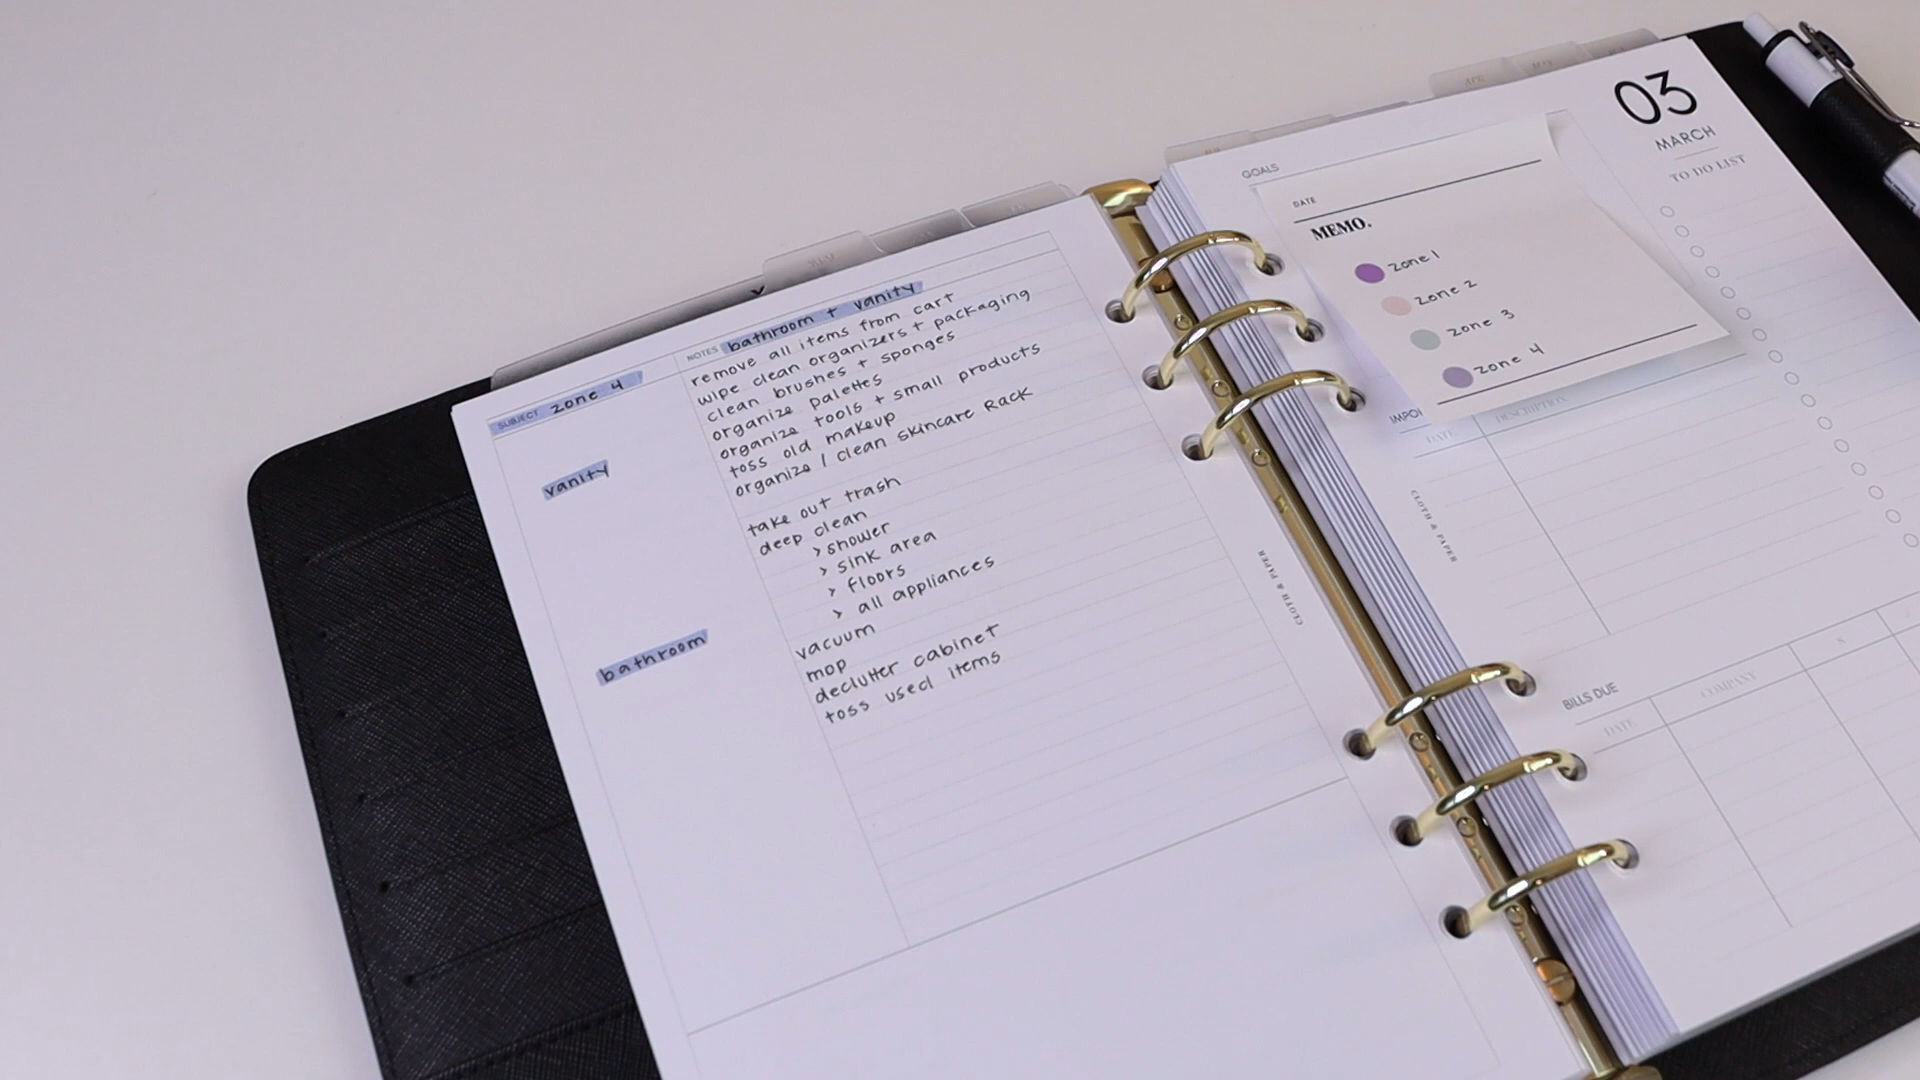 SUBJECT zone 4
NOTES bathroom + vanity
vanity
remove all items from cart
wipe clean organizers + packaging
clean brushes + sponges
organize palettes
organize tools + small products
toss old makeup
organize / clean skincare rack
bathroom
take out trash
deep clean
> shower
> sink area
> floors
> all appliances
vacuum
mop
declutter cabinet
toss used items
CLOTH & PAPER
03
MARCH
TO DO LIST
GOALS
DATE
MEMO.
zone 1
zone 2
zone 3
zone 4
DATE
DESCRIPTION
CLOTH & PAPER
BILLS DUE
DATE
COMPANY